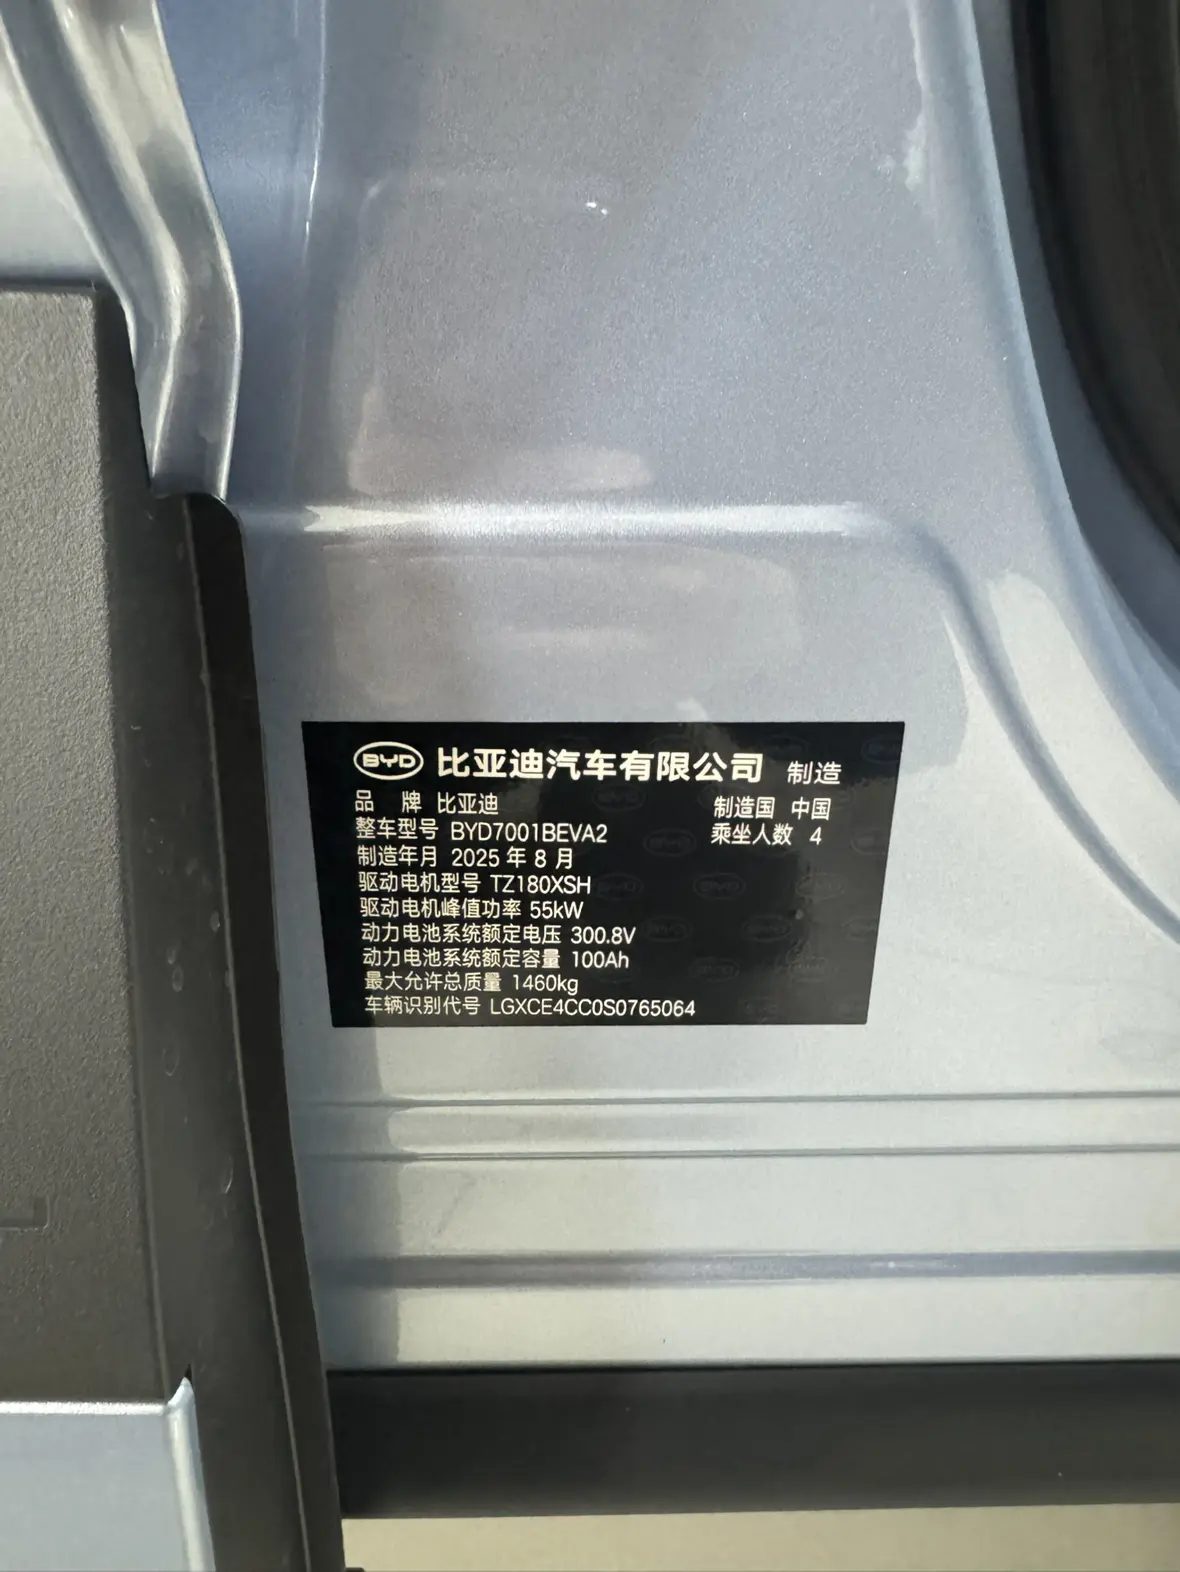 BYD 比亚迪汽车有限公司 制造
品 牌 比亚迪 制造国 中国
整车型号 BYD7001BEVA2 乘坐人数 4
制造年月 2025 年 8 月
驱动电机型号 TZ180XSH
驱动电机峰值功率 55kW
动力电池系统额定电压 300.8V
动力电池系统额定容量 100Ah
最大允许总质量 1460kg
车辆识别代号 LGXCE4CC0S0765064